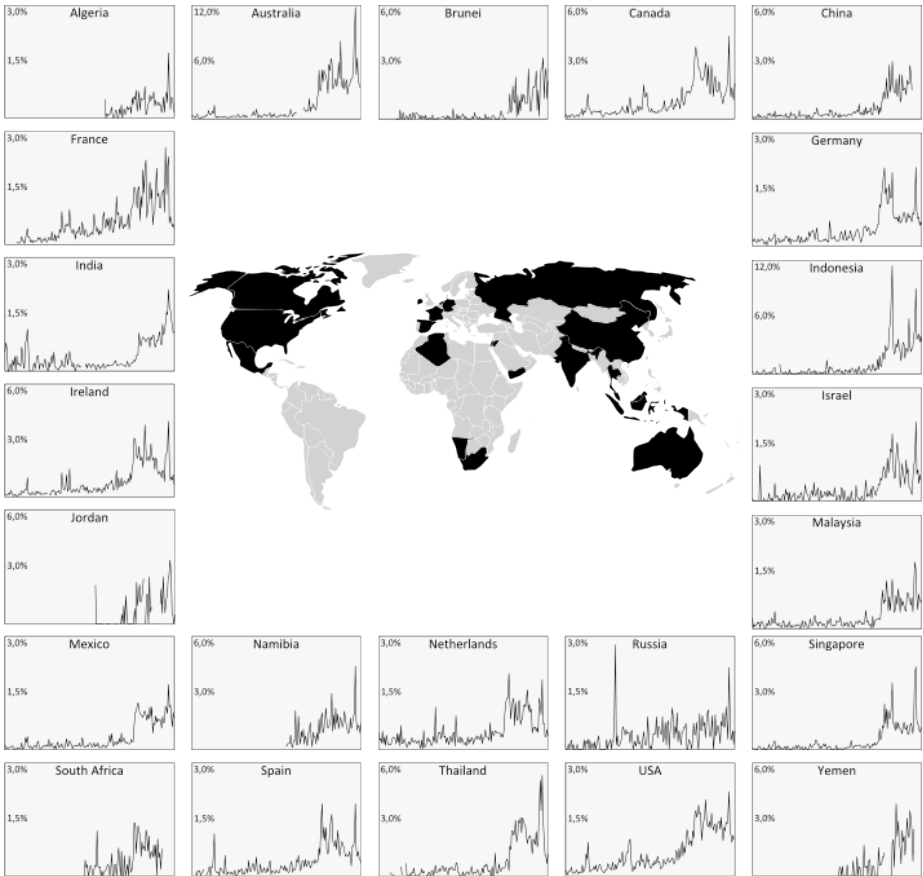 3,0% Algeria
1,5%
12,0% Australia
6,0%
6,0% Brunei
3,0%
6,0% Canada
3,0%
6,0% China
3,0%
3,0% France
1,5%
3,0% Germany
1,5%
3,0% India
1,5%
12,0% Indonesia
6,0%
6,0% Ireland
3,0%
3,0% Israel
1,5%
6,0% Jordan
3,0%
3,0% Malaysia
1,5%
3,0% Mexico
1,5%
6,0% Namibia
3,0%
3,0% Netherlands
1,5%
3,0% Russia
1,5%
6,0% Singapore
3,0%
3,0% South Africa
1,5%
3,0% Spain
1,5%
6,0% Thailand
3,0%
3,0% USA
1,5%
6,0% Yemen
3,0%